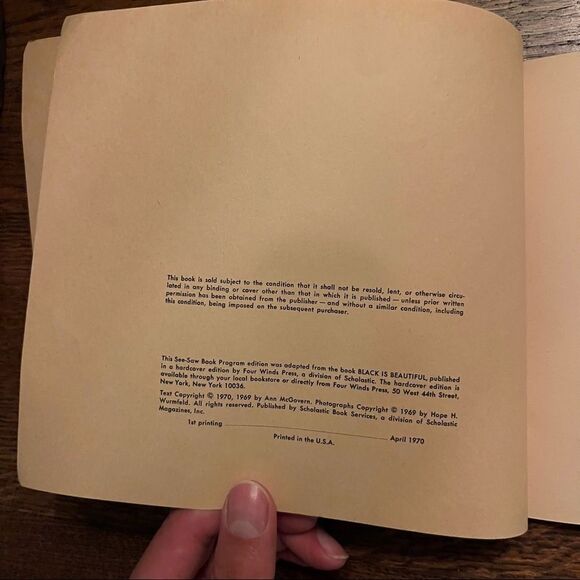 This book is sold subject to the condition that it shall not be resold, lent, or otherwise circu-
lated in any binding or cover other than that in which it is published — unless prior written
permission has been obtained from the publisher — and without a similar condition, including
this condition, being imposed on the subsequent purchaser.
This See-Saw Book Program edition was adapted from the book BLACK IS BEAUTIFUL, published
in a hardcover edition by Four Winds Press, a division of Scholastic. The hardcover edition is
available through your local bookstore or directly from Four Winds Press, 50 West 44th Street,
New York, New York 10036.
Text Copyright © 1970, 1969 by Ann McGovern. Photographs Copyright © 1969 by Hope H.
Wurmfeld. All rights reserved. Published by Scholastic Book Services, a division of Scholastic
Magazines, Inc.
1st printing April 1970
Printed in the U.S.A.